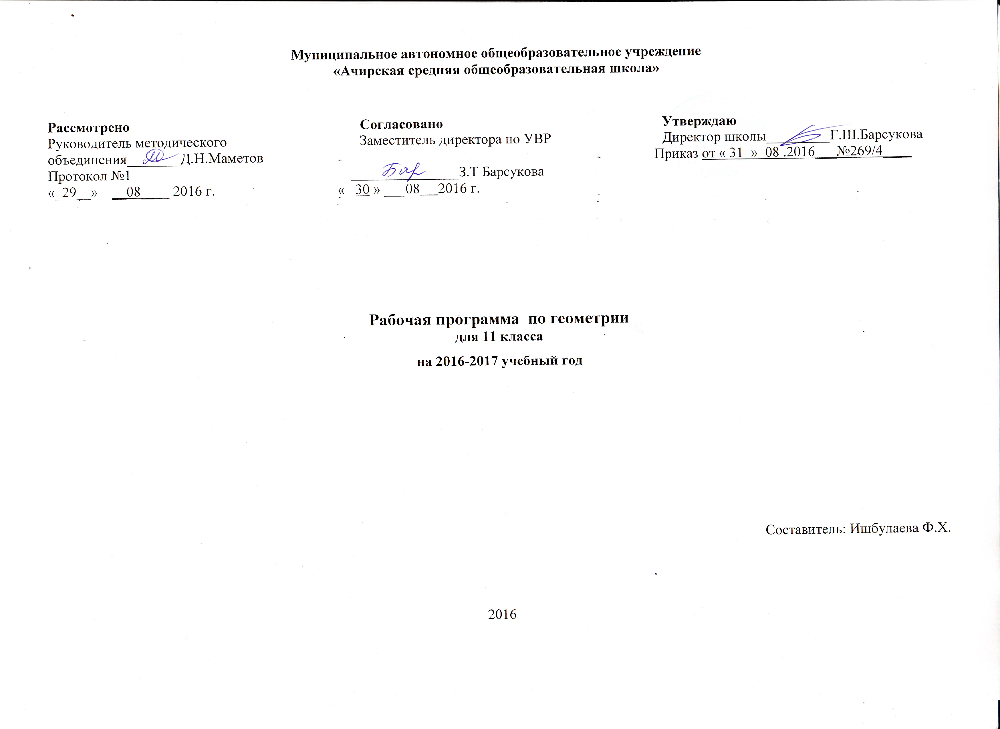 Муниципальное автономное общеобразовательное учреждение
«Ачирская средняя общеобразовательная школа»
Рассмотрено
Руководитель методического
объединения_______ Д.Н.Маметов
Протокол №1
«_29__» __08____ 2016 г.
Согласовано
Заместитель директора по УВР
Бар З.Т Барсукова
« 30 » ___08___2016 г.
Утверждаю
Директор школы_________Г.Ш.Барсукова
Приказ от « 31 » 08 .2016___№269/4____
Рабочая программа по геометрии
для 11 класса
на 2016-2017 учебный год
Составитель: Ишбулаева Ф.Х.
2016